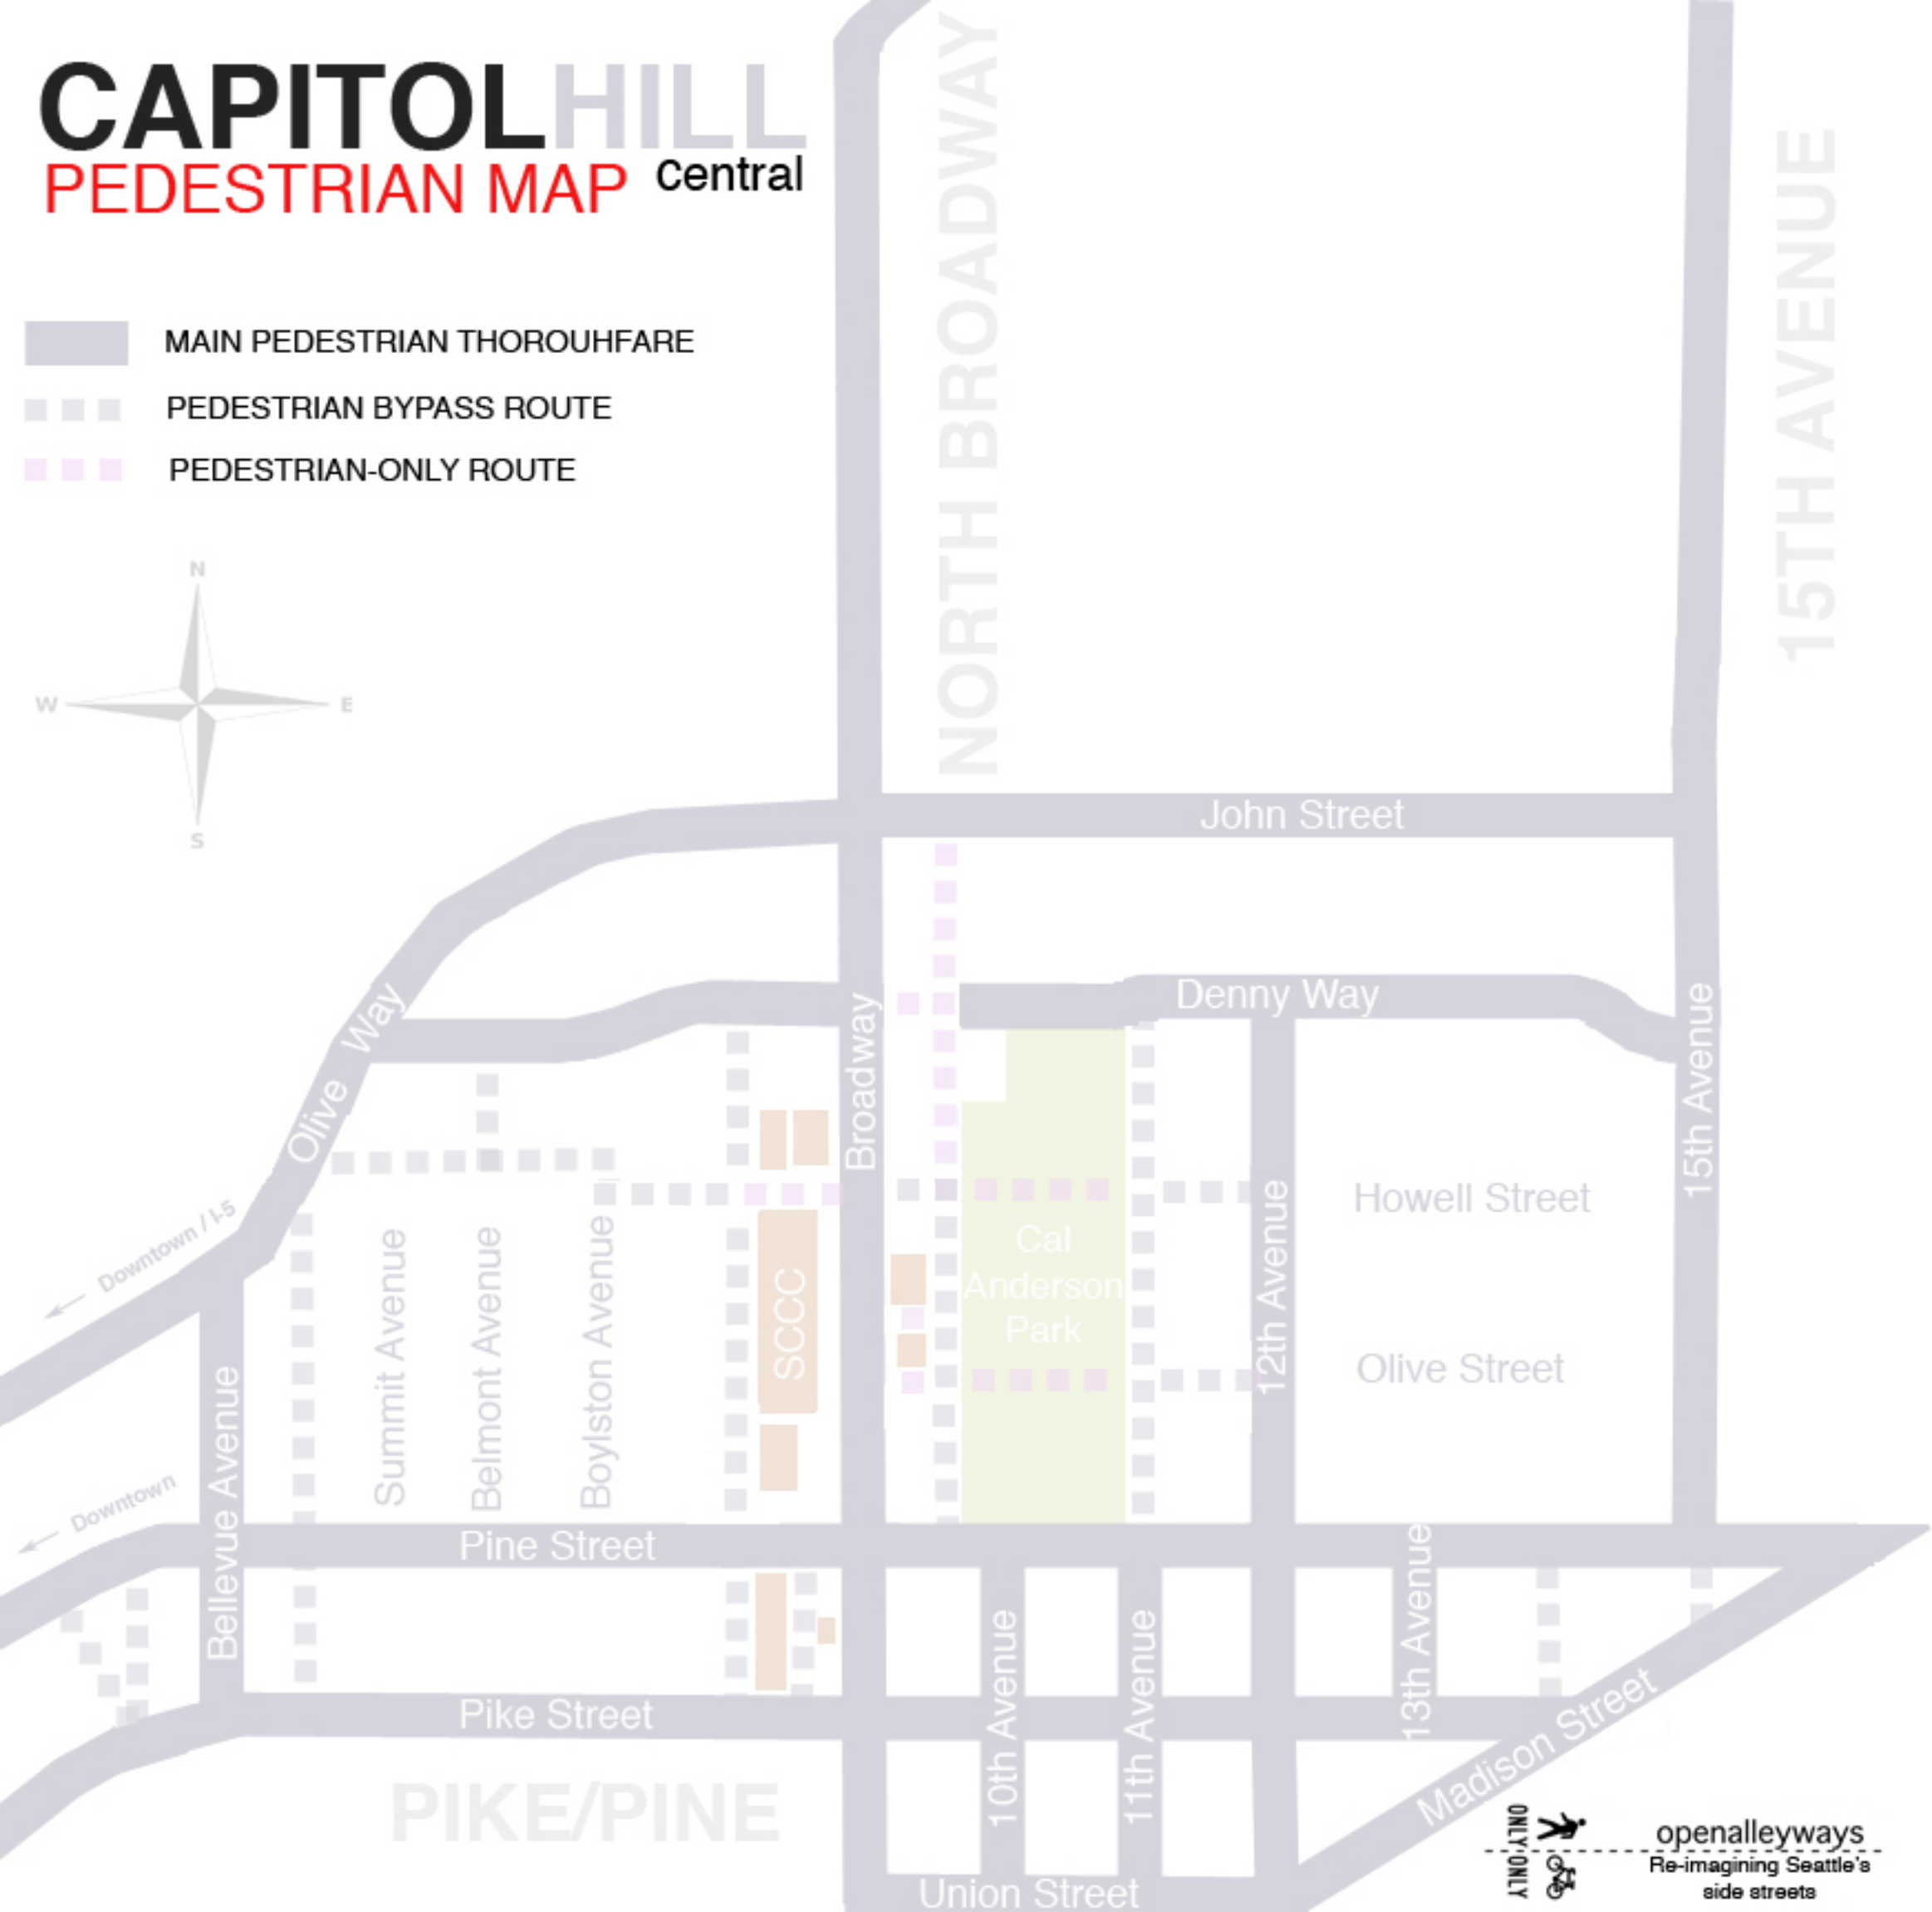 CAPITOLHILL
PEDESTRIAN MAP central
MAIN PEDESTRIAN THOROUHFARE
PEDESTRIAN BYPASS ROUTE
PEDESTRIAN-ONLY ROUTE
N
W
E
S
NORTH BROADWAY
15TH AVENUE
John Street
Denny Way
Olive Way
Broadway
15th Avenue
Downtown / I-5
Howell Street
Cal
Anderson
Park
SCCC
12th Avenue
Olive Street
Summit Avenue
Belmont Avenue
Boylston Avenue
Bellevue Avenue
Downtown
Pine Street
13th Avenue
10th Avenue
11th Avenue
Pike Street
Madison Street
PIKE/PINE
Union Street
ONLY
ONLY
openalleyways
Re-imagining Seattle's
side streets